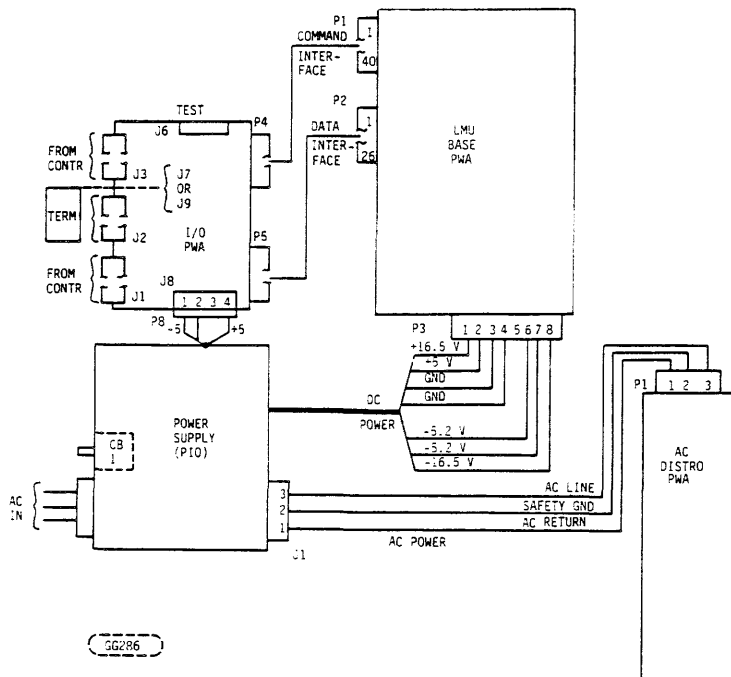 P1
COMMAND
1
INTER-
40
FACE
P2
1
DATA
INTER-
26
FACE
LMU
BASE
PWA
TEST
J6
P4
FROM
CONTR
J3
J7
OR
J9
TERM
J2
I/O
PWA
P5
FROM
CONTR
J1
J8
1 2 3 4
P8
-5
+5
P3
1 2 3 4 5 6 7 8
+16.5 V
+5 V
GND
GND
DC
POWER
-5.2 V
-5.2 V
-16.5 V
POWER
SUPPLY
(PIO)
CB
1
AC
IN
3
2
1
J1
AC LINE
SAFETY GND
AC RETURN
AC POWER
P1
1 2 3
AC
DISTRO
PWA
GG286